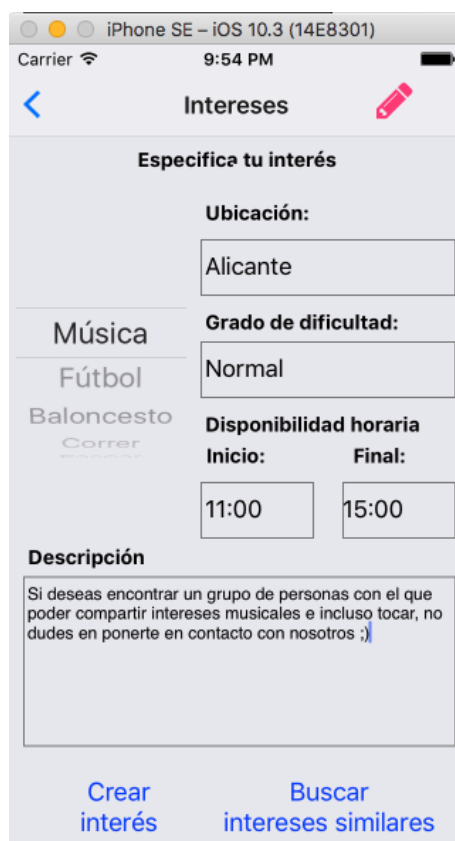 iPhone SE – iOS 10.3 (14E8301)
Carrier 9:54 PM
Intereses
Especifica tu interés
Ubicación:
Alicante
Música
Fútbol
Baloncesto
Correr
Grado de dificultad:
Normal
Disponibilidad horaria
Inicio: Final:
11:00 15:00
Descripción
Si deseas encontrar un grupo de personas con el que
poder compartir intereses musicales e incluso tocar, no
dudes en ponerte en contacto con nosotros ;)
Crear
interés
Buscar
intereses similares